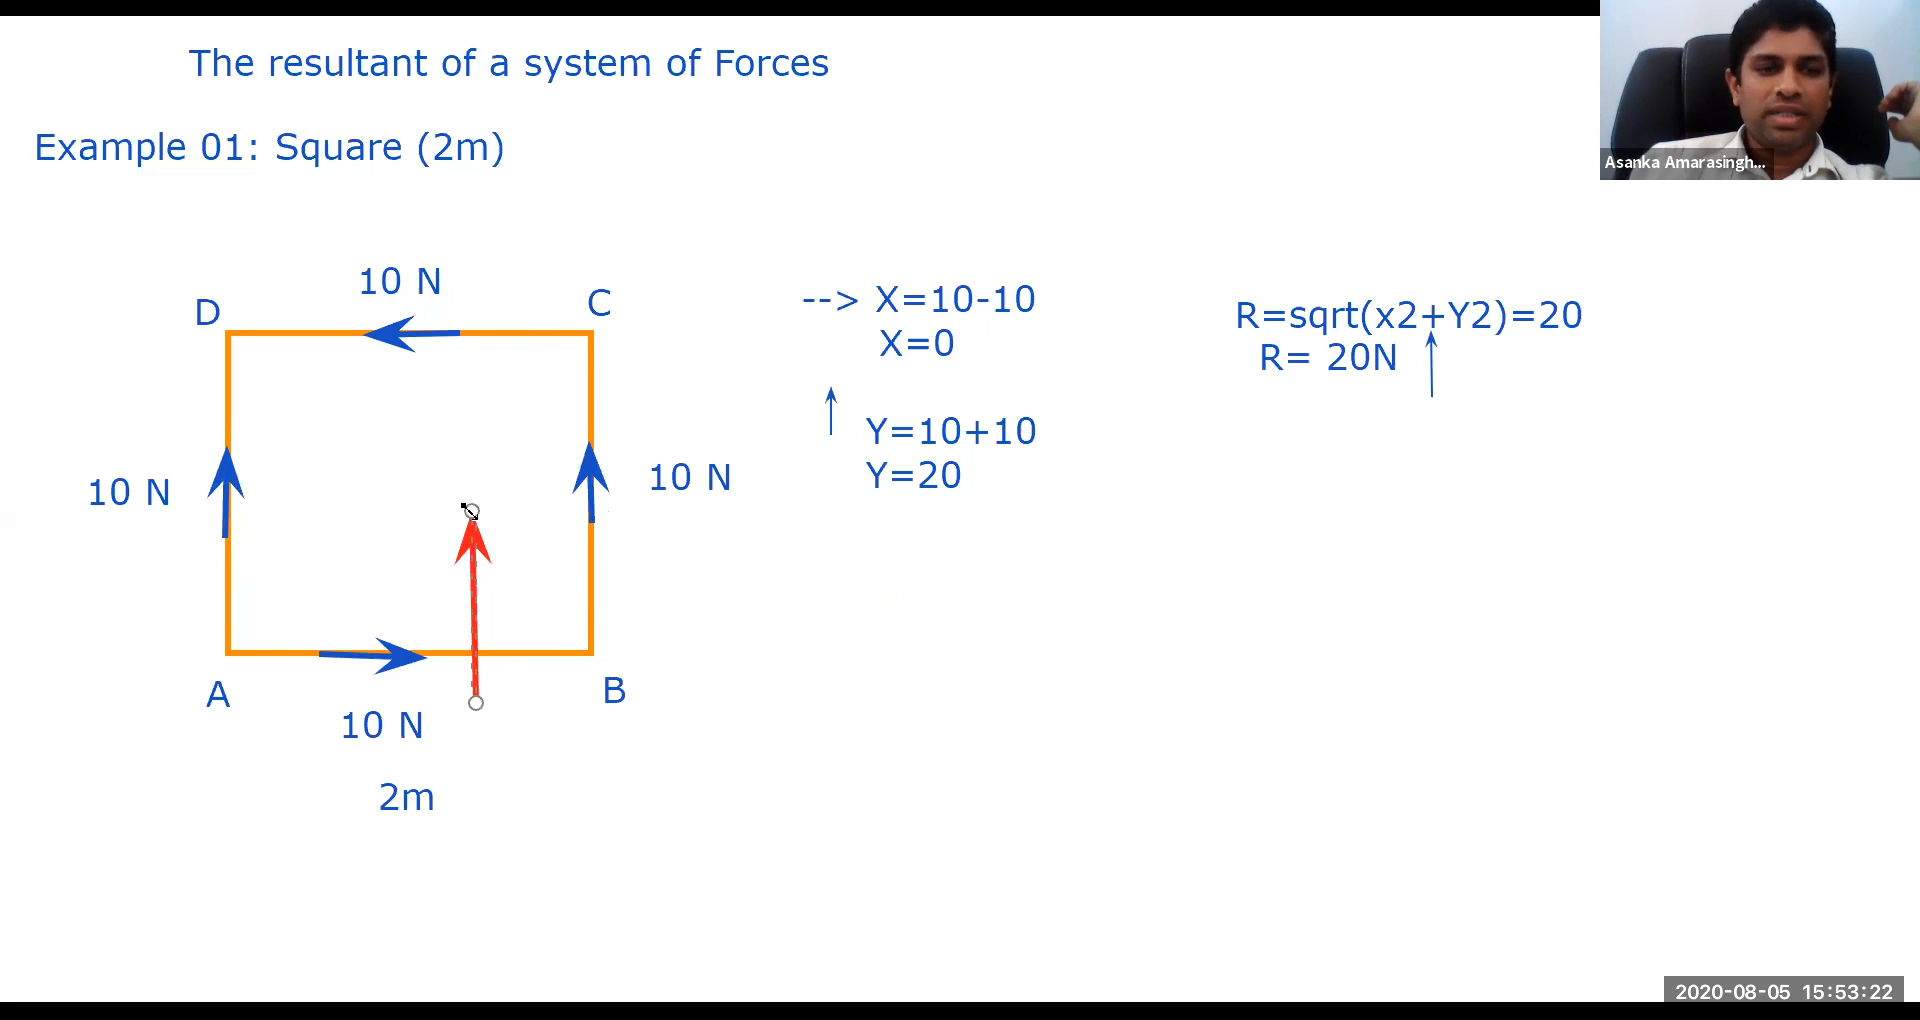 The resultant of a system of Forces
Asanka Amarasingh...
Example 01: Square (2m)
10 N
D
C
--> X=10-10
X=0
R=sqrt(x2+Y2)=20
R= 20N
Y=10+10
Y=20
10 N
10 N
A
B
10 N
2m
2020-08-05 15:53:22